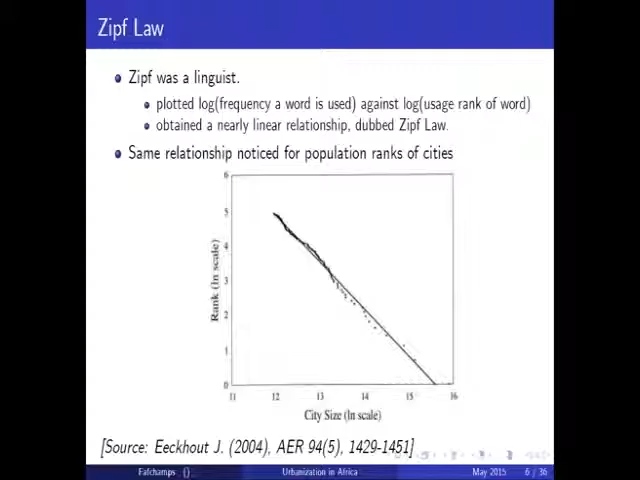 Zipf Law
Zipf was a linguist.
plotted log(frequency a word is used) against log(usage rank of word)
obtained a nearly linear relationship, dubbed Zipf Law.
Same relationship noticed for population ranks of cities
6
5
4
3
2
1
0
Rank (ln scale)
11 12 13 14 15 16
City Size (ln scale)
[Source: Eeckhout J. (2004), AER 94(5), 1429-1451]
Fafchamps () Urbanization in Africa May 2015 6 / 36